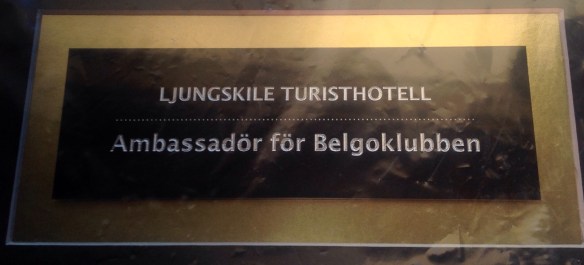 LJUNGSKILE TURISTHOTELL
Ambassadör för Belgoklubben